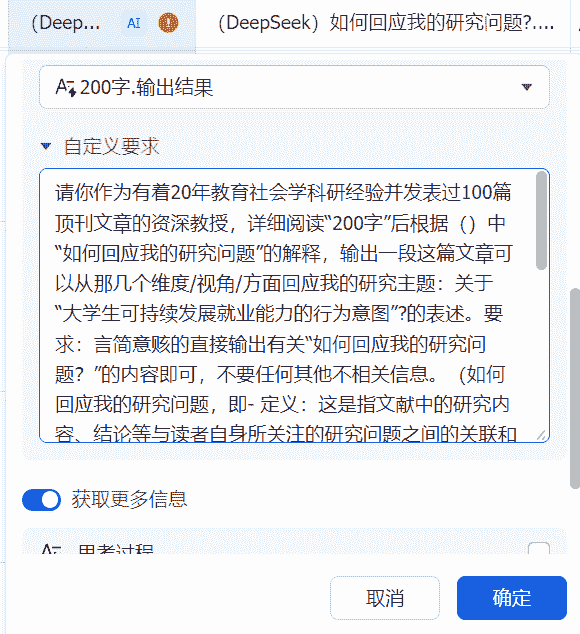 （Deep... AI （DeepSeek）如何回应我的研究问题?....
200字.输出结果
自定义要求
请你作为有着20年教育社会学科研经验并发表过100篇
顶刊文章的资深教授，详细阅读“200字”后根据（）中
“如何回应我的研究问题”的解释，输出一段这篇文章可
以从那几个维度/视角/方面回应我的研究主题：关于
“大学生可持续发展就业能力的行为意图”?的表述。要
求：言简意赅的直接输出有关“如何回应我的研究问
题？”的内容即可，不要任何其他不相关信息。（如何
回应我的研究问题，即- 定义：这是指文献中的研究内
容、结论等与读者自身所关注的研究问题之间的关联和
获取更多信息
思考过程
取消 确定